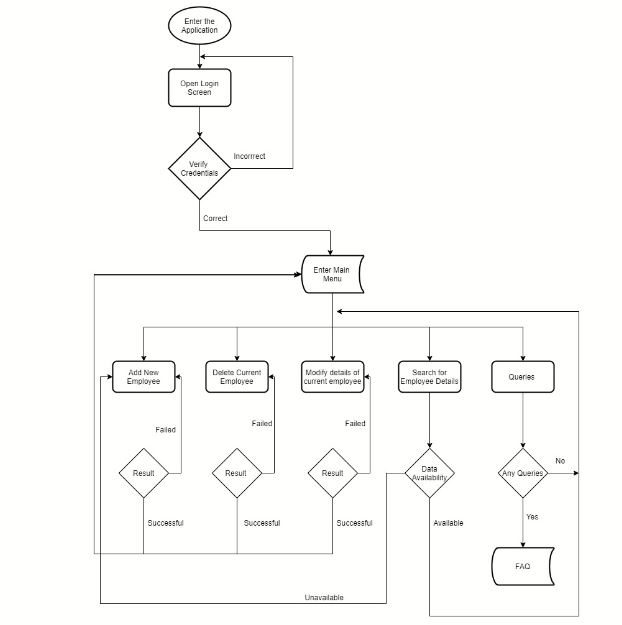 Enter the
Application
Open Login
Screen
Verify
Credentials
Incorrrect
Correct
Enter Main
Menu
Add New
Employee
Delete Current
Employee
Modify details of
current employee
Search for
Employee Details
Queries
Failed
Failed
Failed
Result
Result
Result
Data
Availability
Any Queries
No
Successful
Successful
Successful
Available
Yes
FAQ
Unavailable